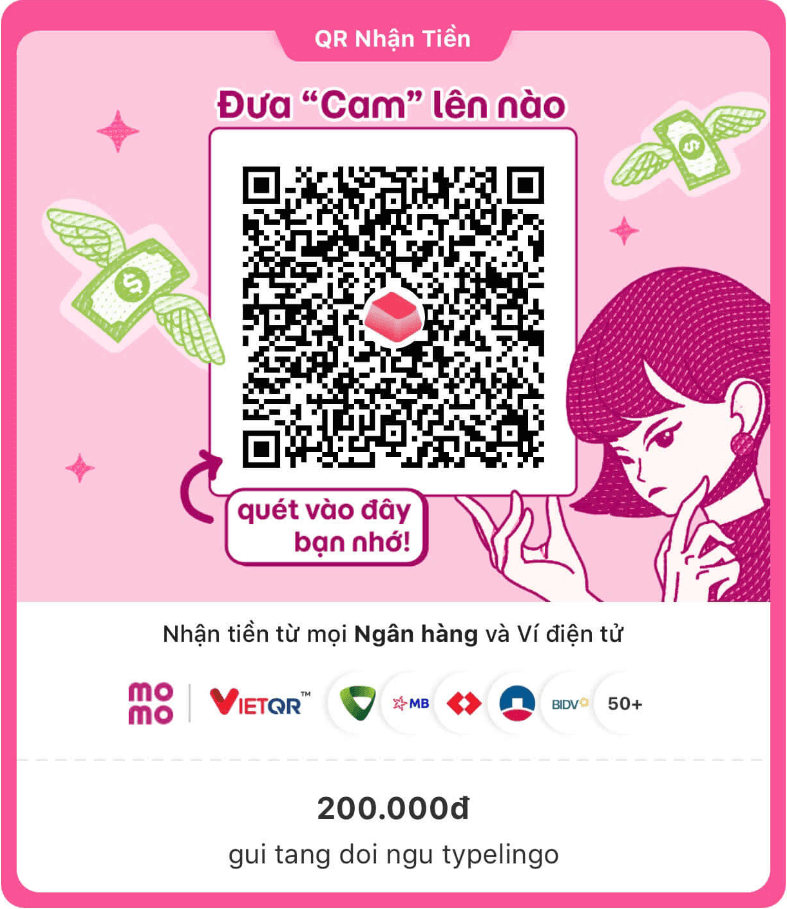 QR Nhận Tiền
Đưa “Cam” lên nào
quét vào đây
bạn nhớ!
Nhận tiền từ mọi Ngân hàng và Ví điện tử
mo
mo
VIETQR™
MB
BIDV
50+
200.000đ
gui tang doi ngu typelingo